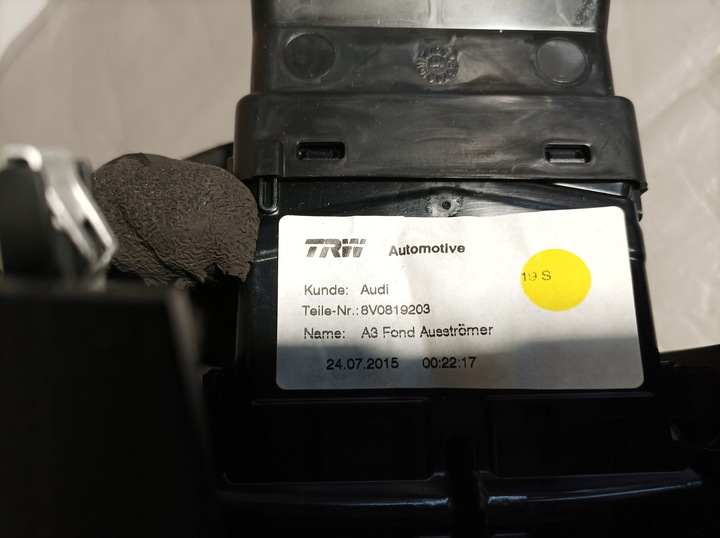 TRW Automotive
19 S
Kunde: Audi
Teile-Nr.: 8V0819203
Name: A3 Fond Ausströmer
24.07.2015 00:22:17